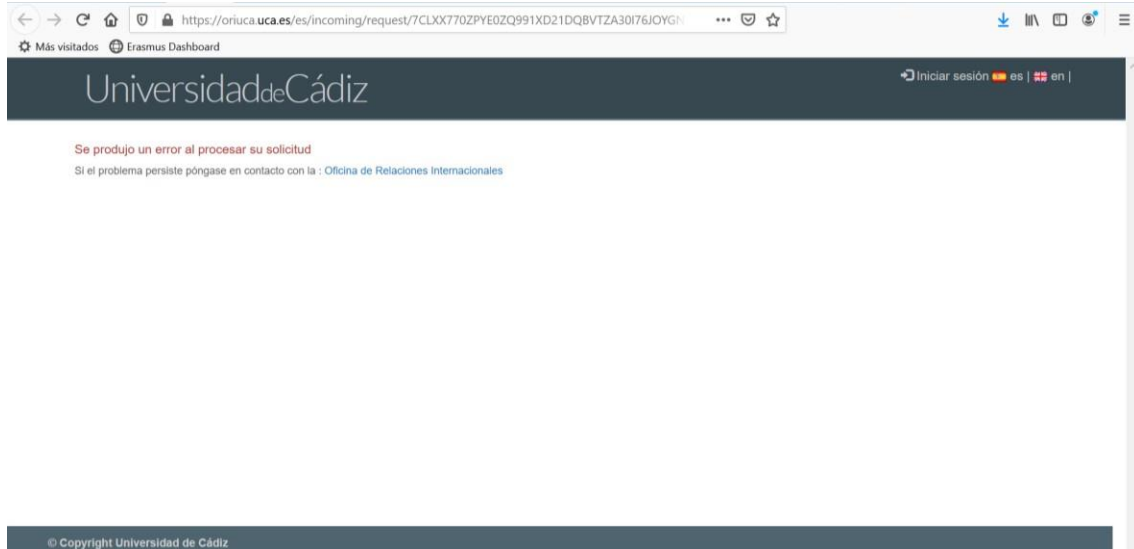 https://oriuca.uca.es/es/incoming/request/7CLXX770ZPYE0ZQ991XD21DQBVTZA30I76JOYGN
Más visitados Erasmus Dashboard
UniversidaddeCádiz
Iniciar sesión es | en |
Se produjo un error al procesar su solicitud
Si el problema persiste póngase en contacto con la : Oficina de Relaciones Internacionales
© Copyright Universidad de Cádiz